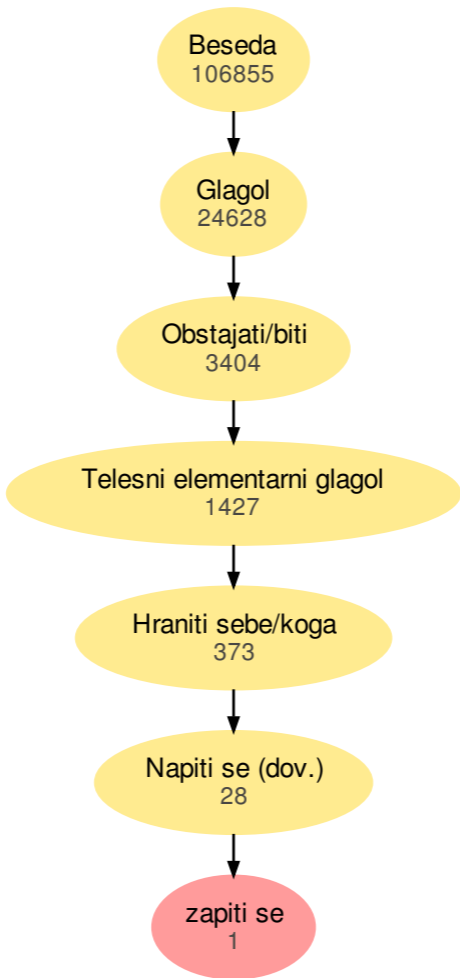 Beseda
106855
Glagol
24628
Obstajati/biti
3404
Telesni elementarni glagol
1427
Hraniti sebe/koga
373
Napiti se (dov.)
28
zapiti se
1